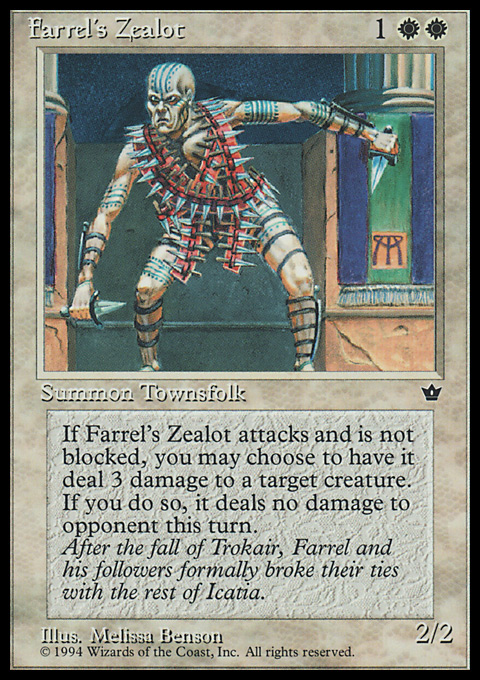 Farrel's Zealot 1
Summon Townsfolk
If Farrel's Zealot attacks and is not
blocked, you may choose to have it
deal 3 damage to a target creature.
If you do so, it deals no damage to
opponent this turn.
After the fall of Trokair, Farrel and
his followers formally broke their ties
with the rest of Icatia.
Illus. Melissa Benson 2/2
© 1994 Wizards of the Coast, Inc. All rights reserved.